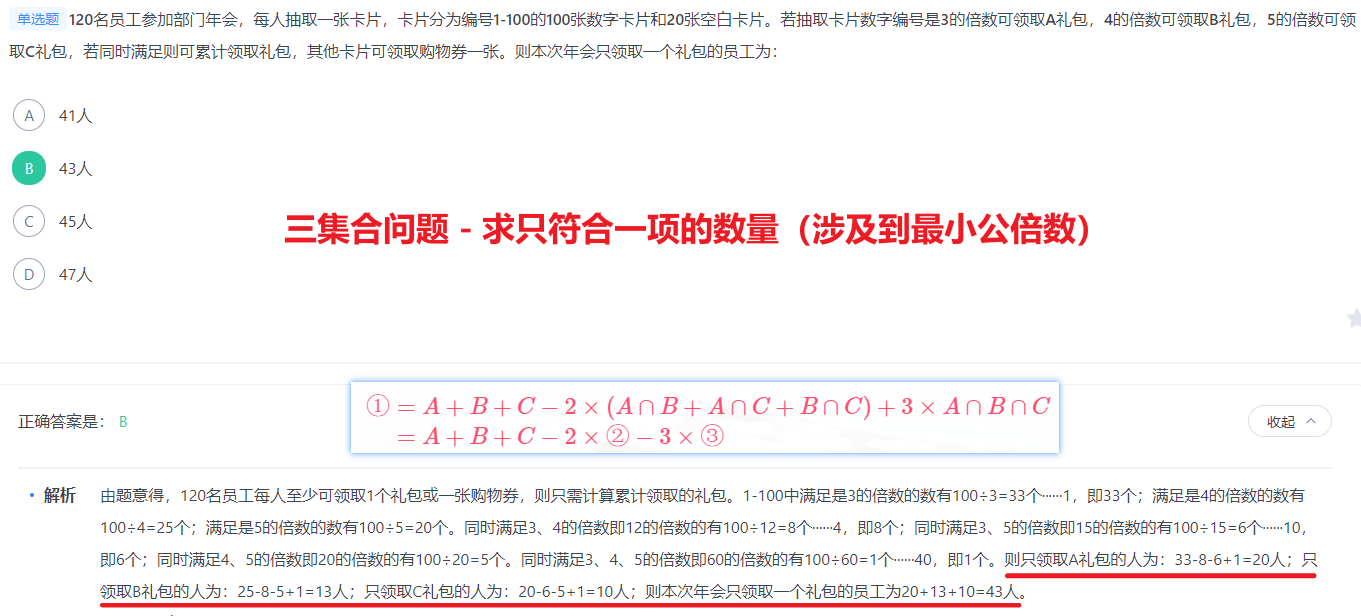 单选题 120名员工参加部门年会，每人抽取一张卡片，卡片分为编号1-100的100张数字卡片和20张空白卡片。若抽取卡片数字编号是3的倍数可领取A礼包，4的倍数可领取B礼包，5的倍数可领
取C礼包，若同时满足则可累计领取礼包，其他卡片可领取购物券一张。则本次年会只领取一个礼包的员工为：
A 41人
B 43人
C 45人
三集合问题 - 求只符合一项的数量（涉及到最小公倍数）
D 47人
① = A + B + C − 2 × (A ∩ B + A ∩ C + B ∩ C) + 3 × A ∩ B ∩ C
= A + B + C − 2 × ② − 3 × ③
正确答案是： B
收起
· 解析 由题意得，120名员工每人至少可领取1个礼包或一张购物券，则只需计算累计领取的礼包。1-100中满足是3的倍数的数有100÷3=33个······1，即33个；满足是4的倍数的数有
100÷4=25个；满足是5的倍数的数有100÷5=20个。同时满足3、4的倍数即12的倍数的有100÷12=8个······4，即8个；同时满足3、5的倍数即15的倍数的有100÷15=6个······10，
即6个；同时满足4、5的倍数即20的倍数的有100÷20=5个。同时满足3、4、5的倍数即60的倍数的有100÷60=1个······40，即1个。则只领取A礼包的人为：33-8-6+1=20人；只
领取B礼包的人为：25-8-5+1=13人；只领取C礼包的人为：20-6-5+1=10人；则本次年会只领取一个礼包的员工为20+13+10=43人。